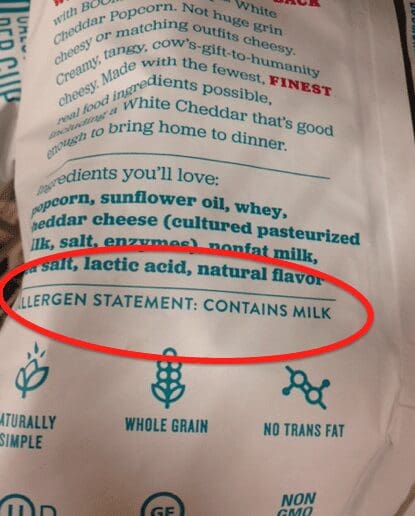 with BOOM White
Cheddar Popcorn. Not huge grin
cheesy or matching outfits cheesy.
Creamy, tangy, cow's-gift-to-humanity
cheesy. Made with the fewest, FINEST
real food ingredients possible,
including a White Cheddar that's good
enough to bring home to dinner.
Ingredients you'll love:
popcorn, sunflower oil, whey,
heddar cheese (cultured pasteurized
ilk, salt, enzymes), nonfat milk,
salt, lactic acid, natural flavor
LLERGEN STATEMENT: CONTAINS MILK
ATURALLY
SIMPLE
WHOLE GRAIN
NO TRANS FAT
U D
GF
NON
GMO